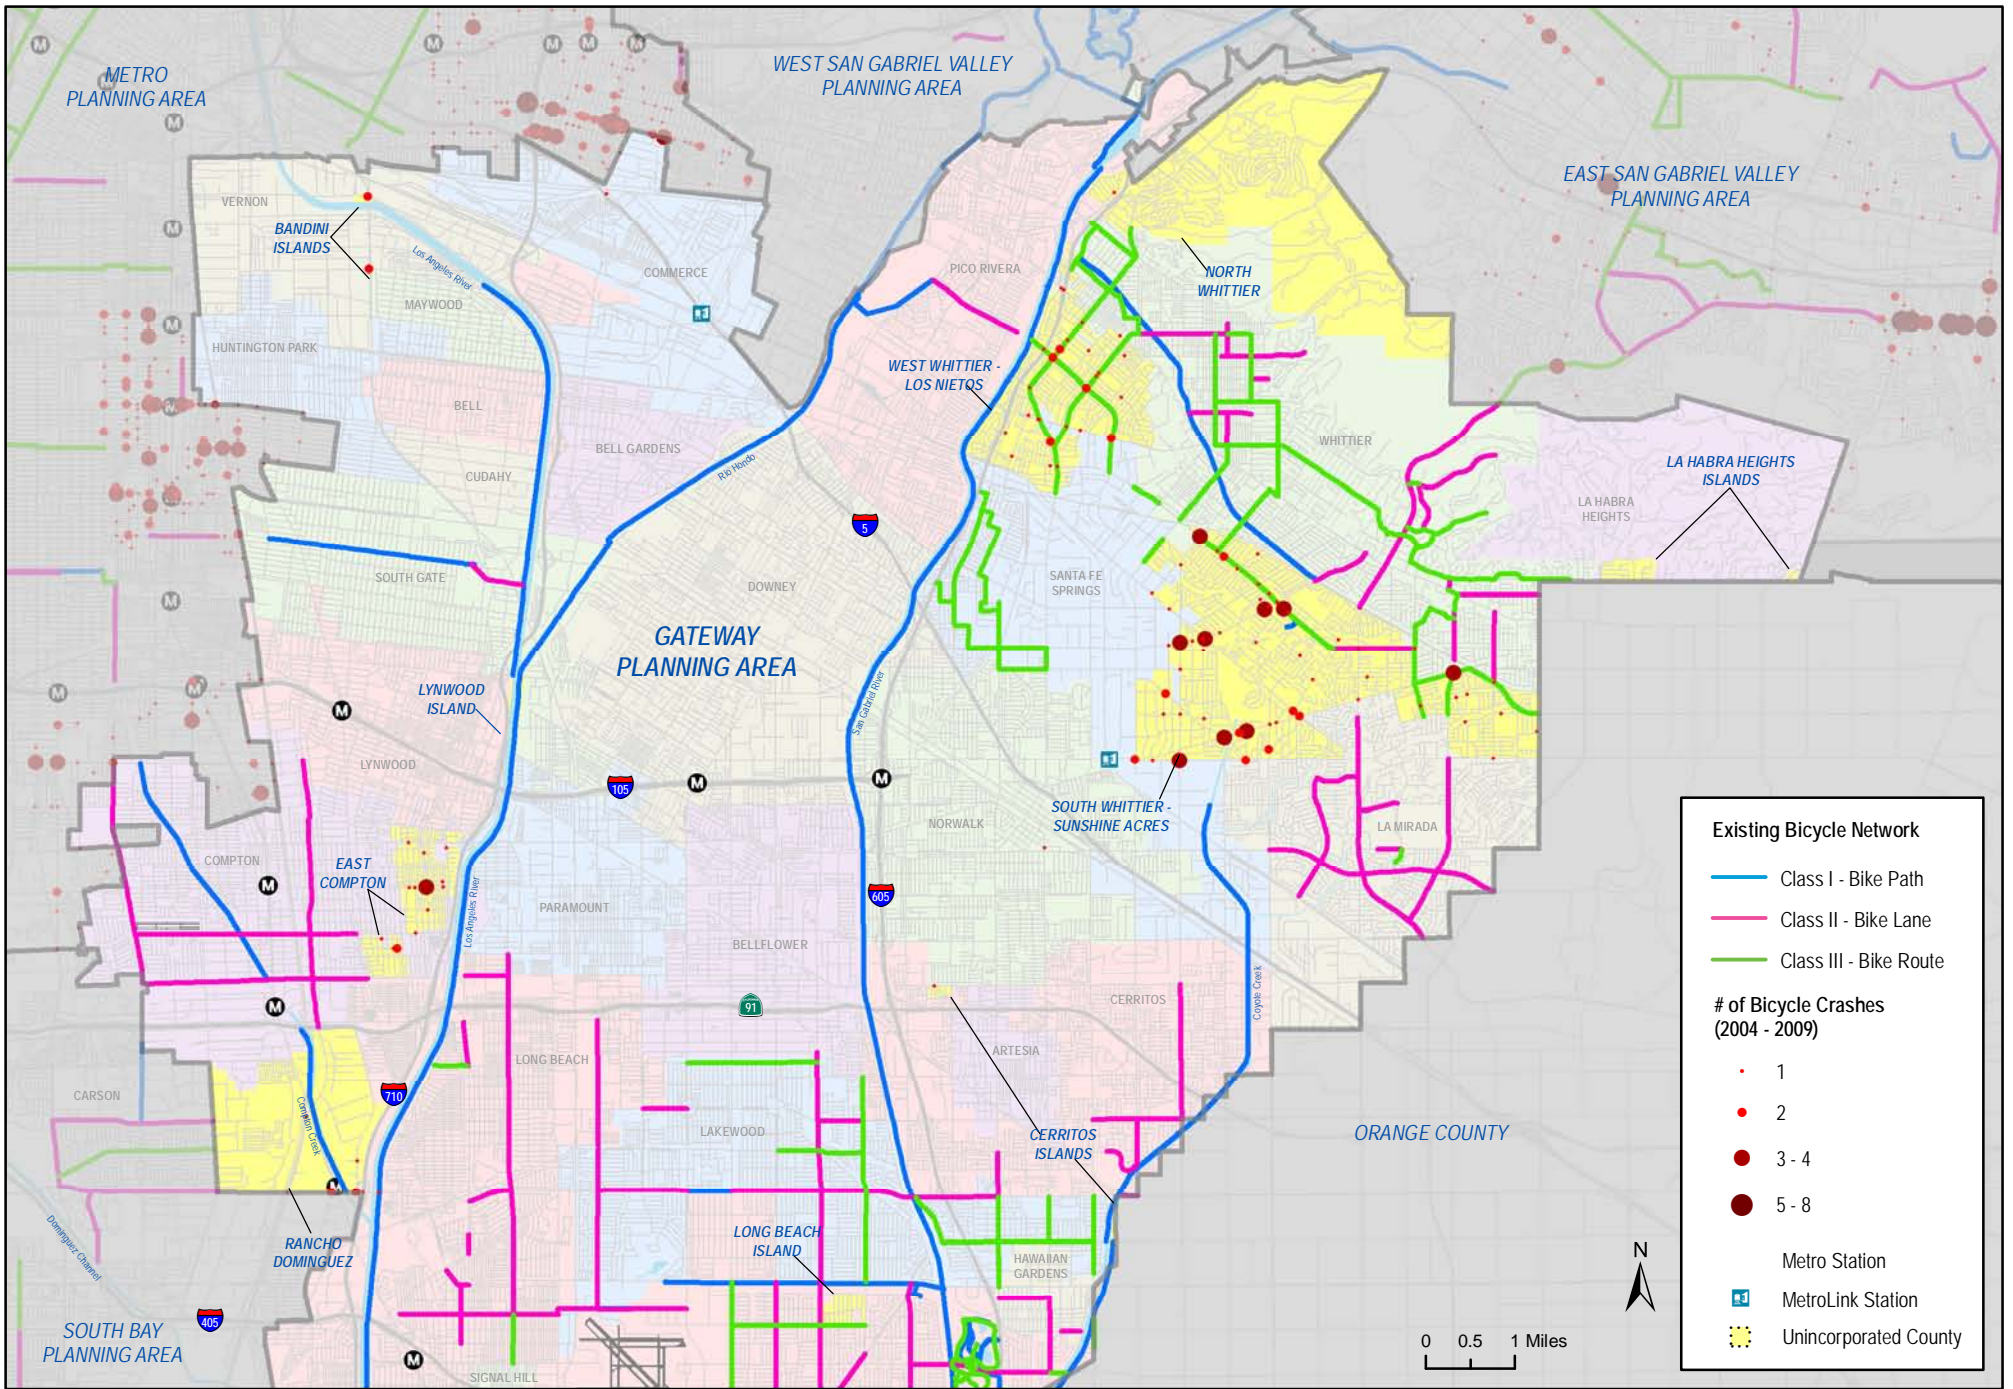 METRO
PLANNING AREA
WEST SAN GABRIEL VALLEY
PLANNING AREA
EAST SAN GABRIEL VALLEY
PLANNING AREA
M
M
M
M
M
M
M
M
M
M
M
M
M
M
VERNON
BANDINI
ISLANDS
Los Angeles River
MAYWOOD
COMMERCE
PICO RIVERA
NORTH
WHITTIER
HUNTINGTON PARK
WEST WHITTIER -
LOS NIETOS
BELL
BELL GARDENS
CUDAHY
Rio Hondo
WHITTIER
LA HABRA HEIGHTS
ISLANDS
LA HABRA
HEIGHTS
5
SOUTH GATE
DOWNEY
SANTA FE
SPRINGS
GATEWAY
PLANNING AREA
LYNWOOD
ISLAND
San Gabriel River
M
LYNWOOD
105
M
M
SOUTH WHITTIER -
SUNSHINE ACRES
NORWALK
LA MIRADA
COMPTON
EAST
COMPTON
M
Los Angeles River
PARAMOUNT
605
BELLFLOWER
M
91
CERRITOS
Coyote Creek
LONG BEACH
ARTESIA
CARSON
710
Compton Creek
LAKEWOOD
CERRITOS
ISLANDS
ORANGE COUNTY
M
Dominguez Channel
RANCHO
DOMINGUEZ
LONG BEACH
ISLAND
HAWAIIAN
GARDENS
405
SOUTH BAY
PLANNING AREA
M
SIGNAL HILL
N
0 0.5 1 Miles
Existing Bicycle Network
Class I - Bike Path
Class II - Bike Lane
Class III - Bike Route
# of Bicycle Crashes
(2004 - 2009)
1
2
3 - 4
5 - 8
Metro Station
MetroLink Station
Unincorporated County